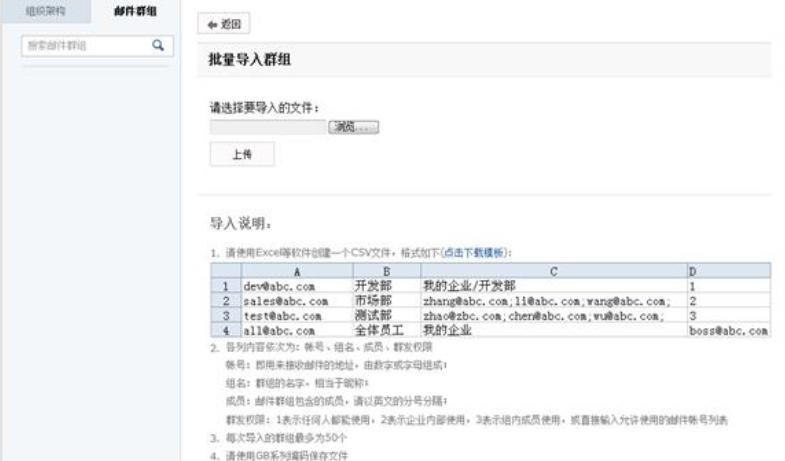 组织架构 邮件群组
返回
搜索邮件群组
批量导入群组
请选择要导入的文件：
浏览...
上传
导入说明：
1. 请使用Excel等软件创建一个CSV文件，格式如下(点击下载模板)：
A B C D
1 dev@abc.com 开发部 我的企业/开发部 1
2 sales@abc.com 市场部 zhang@abc.com;li@abc.com;wang@abc.com; 2
3 test@abc.com 测试部 zhao@zbc.com;chen@abc.com;wu@abc.com; 3
4 all@abc.com 全体员工 我的企业 boss@abc.com
2. 各列内容依次为：帐号、组名、成员、群发权限
帐号：即用来接收邮件的地址，由数字或字母组成；
组名：群组的名字，相当于昵称；
成员：邮件群组包含的成员，请以英文的分号分隔；
群发权限：1表示任何人都能使用，2表示企业内部使用，3表示组内成员使用，或直接输入允许使用的邮件帐号列表
3. 每次导入的群组最多为50个
4. 请使用GB系列编码保存文件